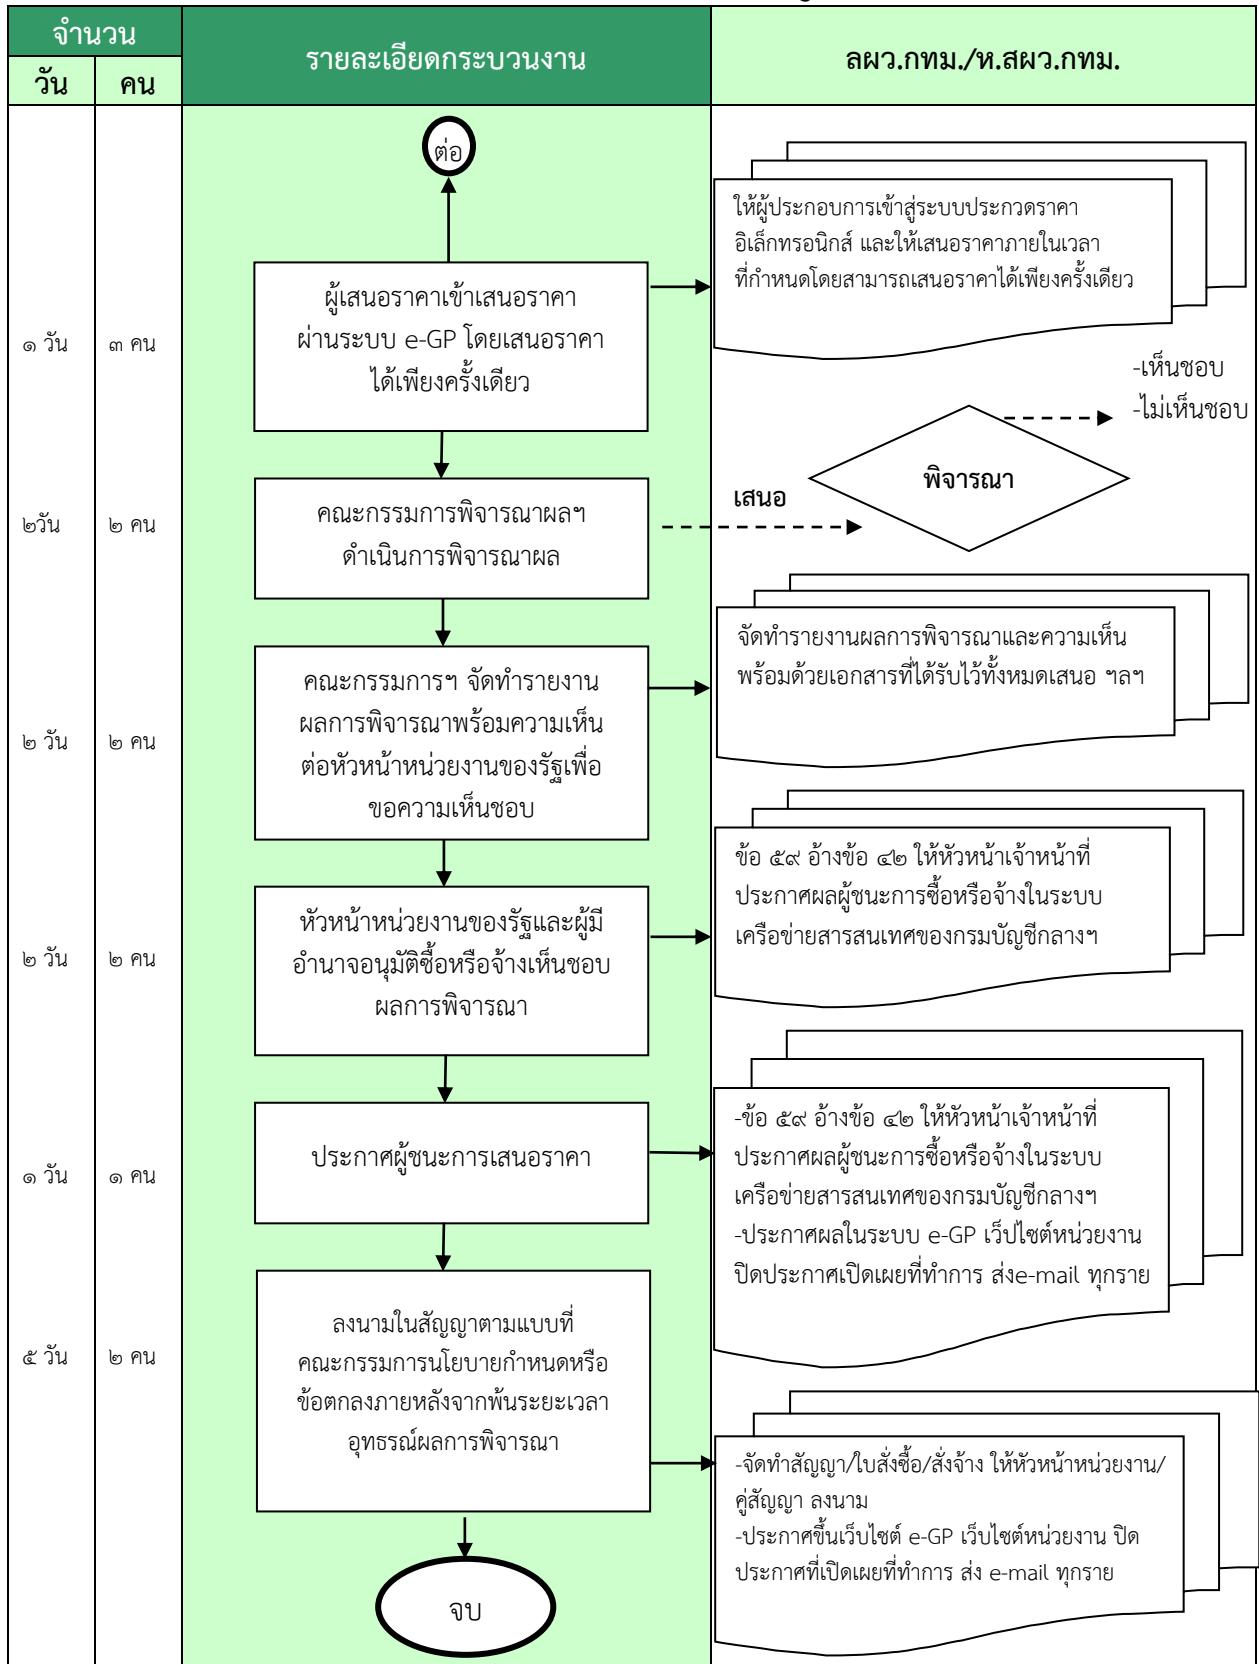 จำนวน
วัน
คน
รายละเอียดกระบวนงาน
ลผว.กทม./ห.สผว.กทม.
ต่อ
ให้ผู้ประกอบการเข้าสู่ระบบประกวดราคา
อิเล็กทรอนิกส์ และให้เสนอราคาภายในเวลา
ที่กำหนดโดยสามารถเสนอราคาได้เพียงครั้งเดียว
๑ วัน
๓ คน
ผู้เสนอราคาเข้าเสนอราคา
ผ่านระบบ e-GP โดยเสนอราคา
ได้เพียงครั้งเดียว
-เห็นชอบ
-ไม่เห็นชอบ
พิจารณา
เสนอ
๒วัน
๒ คน
คณะกรรมการพิจารณาผลฯ
ดำเนินการพิจารณาผล
จัดทำรายงานผลการพิจารณาและความเห็น
พร้อมด้วยเอกสารที่ได้รับไว้ทั้งหมดเสนอ ฯลฯ
๒ วัน
๒ คน
คณะกรรมการฯ จัดทำรายงาน
ผลการพิจารณาพร้อมความเห็น
ต่อหัวหน้าหน่วยงานของรัฐเพื่อ
ขอความเห็นชอบ
ข้อ ๕๙ อ้างข้อ ๔๒ ให้หัวหน้าเจ้าหน้าที่
ประกาศผลผู้ชนะการซื้อหรือจ้างในระบบ
เครือข่ายสารสนเทศของกรมบัญชีกลางฯ
๒ วัน
๒ คน
หัวหน้าหน่วยงานของรัฐและผู้มี
อำนาจอนุมัติซื้อหรือจ้างเห็นชอบ
ผลการพิจารณา
๑ วัน
๑ คน
ประกาศผู้ชนะการเสนอราคา
-ข้อ ๕๙ อ้างข้อ ๔๒ ให้หัวหน้าเจ้าหน้าที่
ประกาศผลผู้ชนะการซื้อหรือจ้างในระบบ
เครือข่ายสารสนเทศของกรมบัญชีกลางฯ
-ประกาศผลในระบบ e-GP เว็ปไซต์หน่วยงาน
ปิดประกาศเปิดเผยที่ทำการ ส่งe-mail ทุกราย
๕ วัน
๒ คน
ลงนามในสัญญาตามแบบที่
คณะกรรมการนโยบายกำหนดหรือ
ข้อตกลงภายหลังจากพ้นระยะเวลา
อุทธรณ์ผลการพิจารณา
-จัดทำสัญญา/ใบสั่งซื้อ/สั่งจ้าง ให้หัวหน้าหน่วยงาน/
คู่สัญญา ลงนาม
-ประกาศขึ้นเว็บไซต์ e-GP เว็บไซต์หน่วยงาน ปิด
ประกาศที่เปิดเผยที่ทำการ ส่ง e-mail ทุกราย
จบ